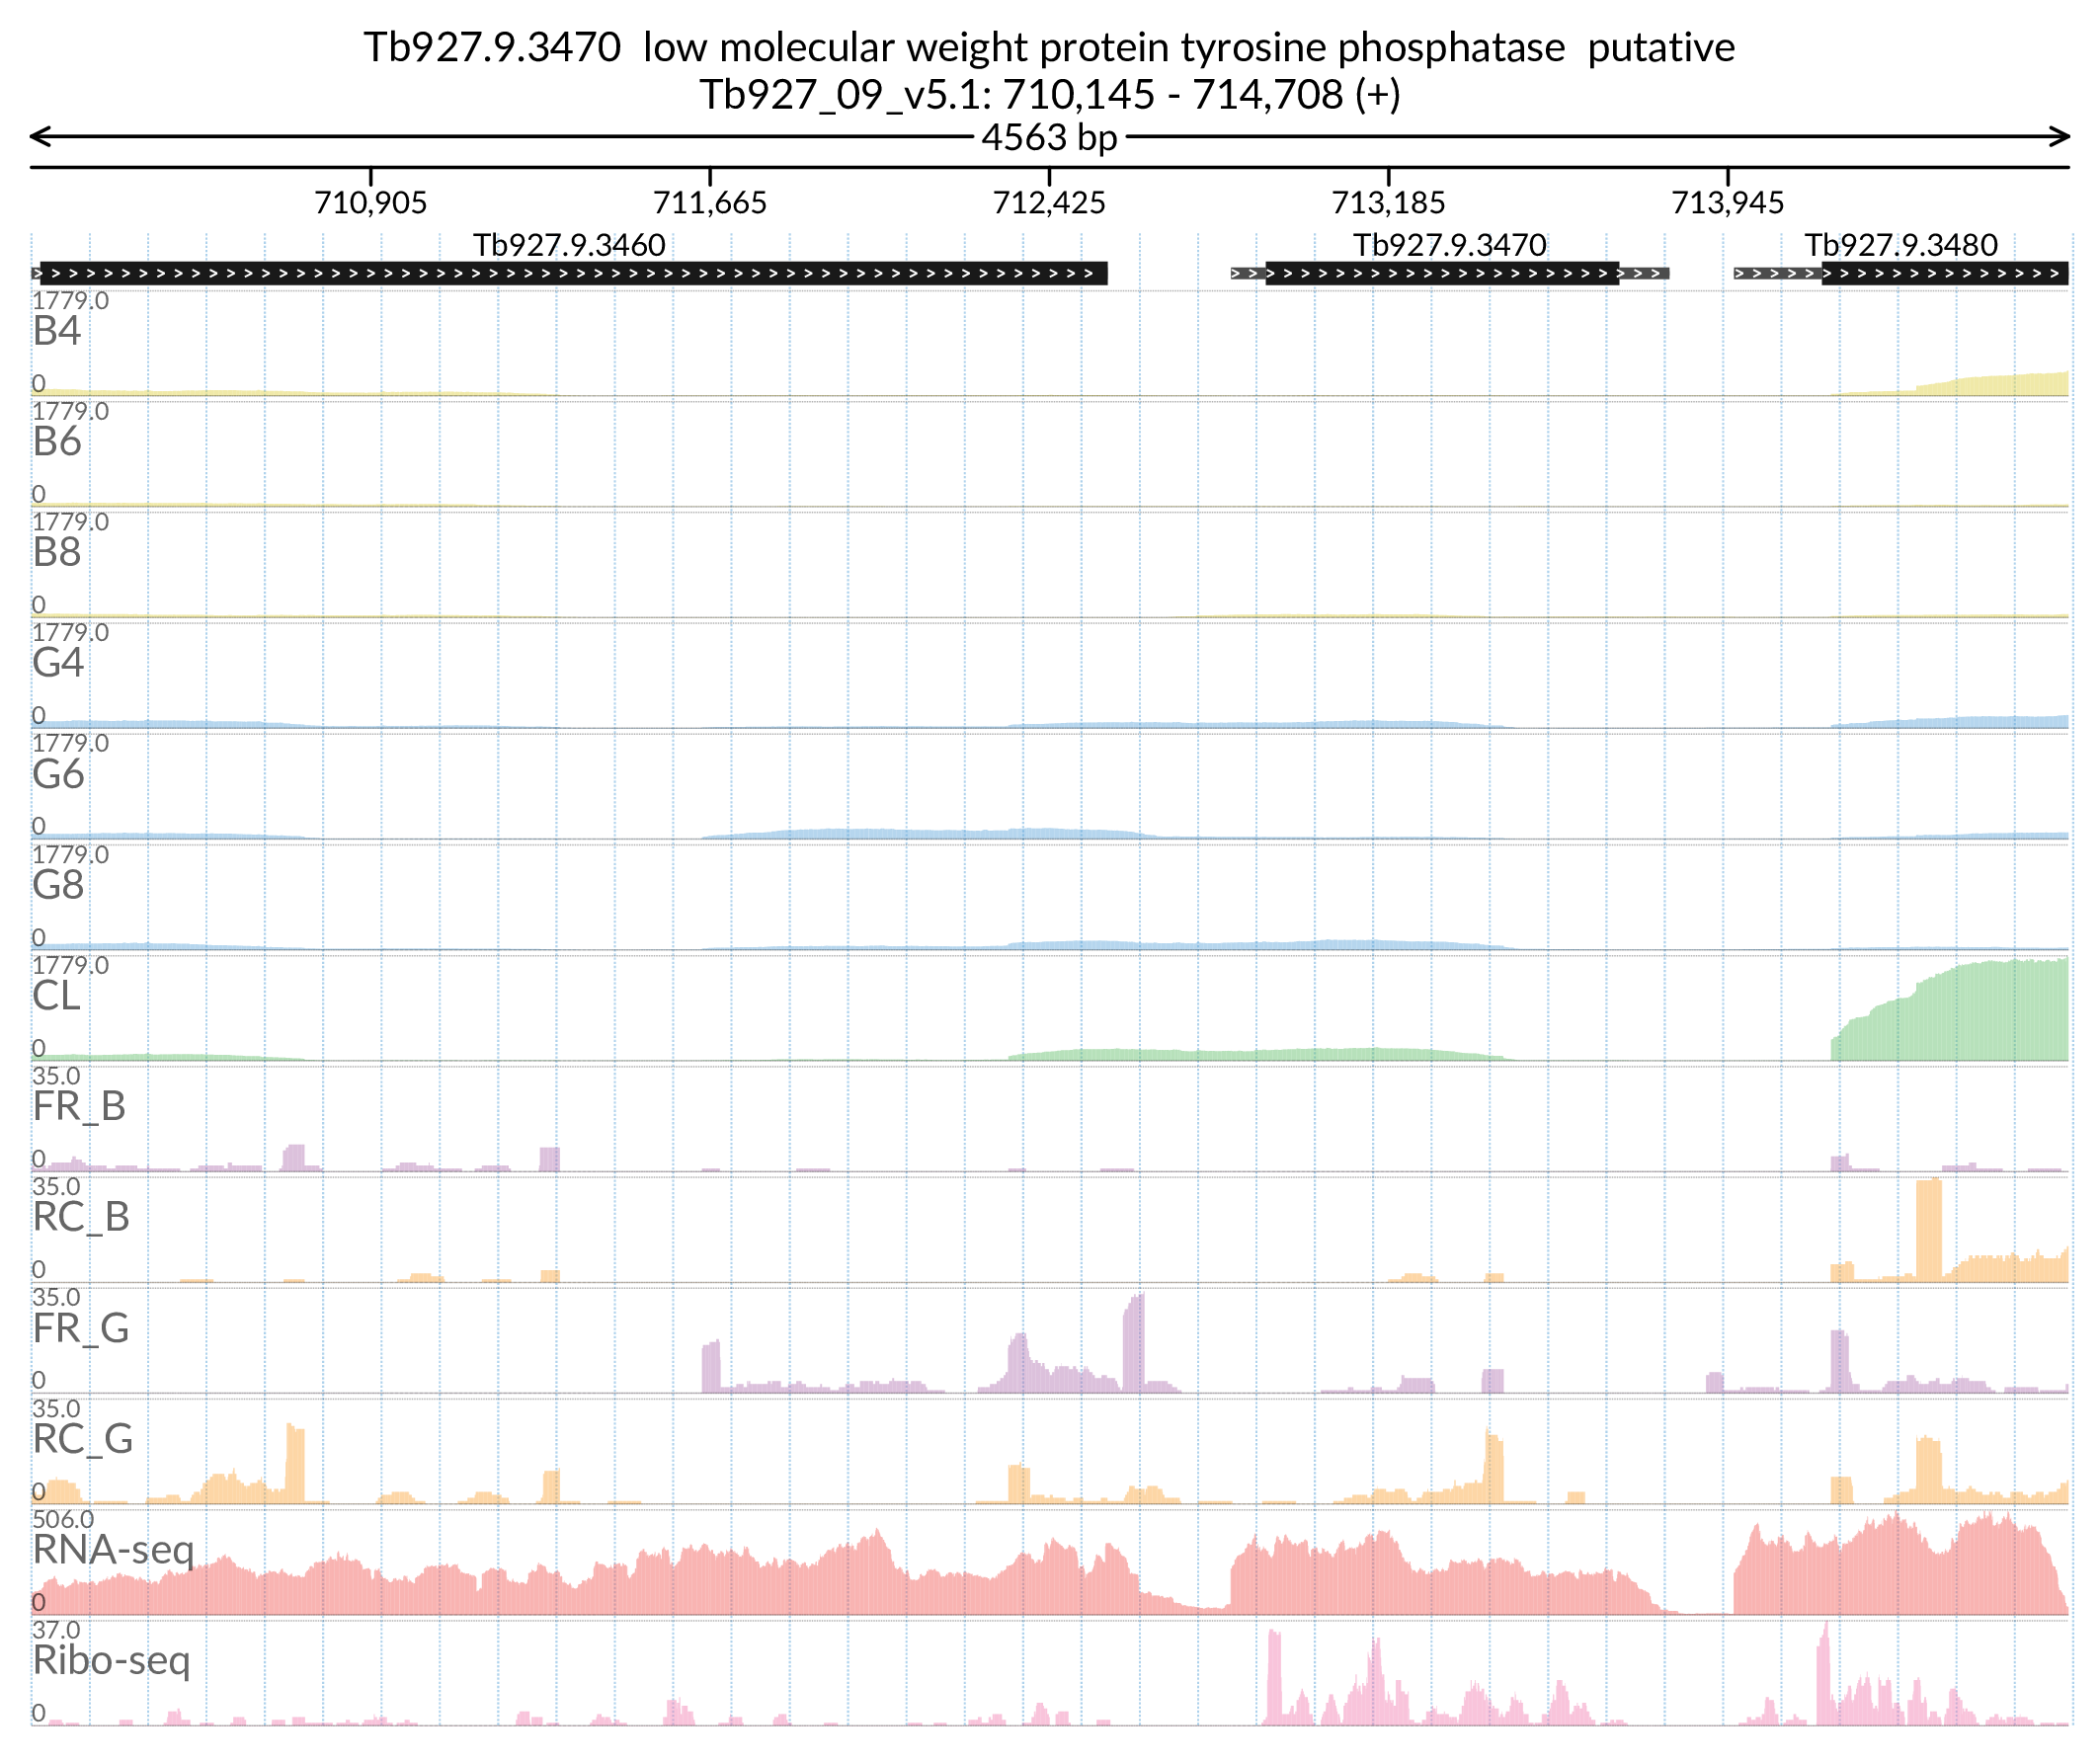 Tb927.9.3470  low molecular weight protein tyrosine phosphatase  putative
Tb927_09_v5.1: 710,145 - 714,708 (+)
4563 bp
710,905 711,665 712,425 713,185 713,945
Tb927.9.3460 Tb927.9.3470 Tb927.9.3480
1779.0
B4
0
1779.0
B6
0
1779.0
B8
0
1779.0
G4
0
1779.0
G6
0
1779.0
G8
0
1779.0
CL
0
35.0
FR_B
0
35.0
RC_B
0
35.0
FR_G
0
35.0
RC_G
0
506.0
RNA-seq
0
37.0
Ribo-seq
0